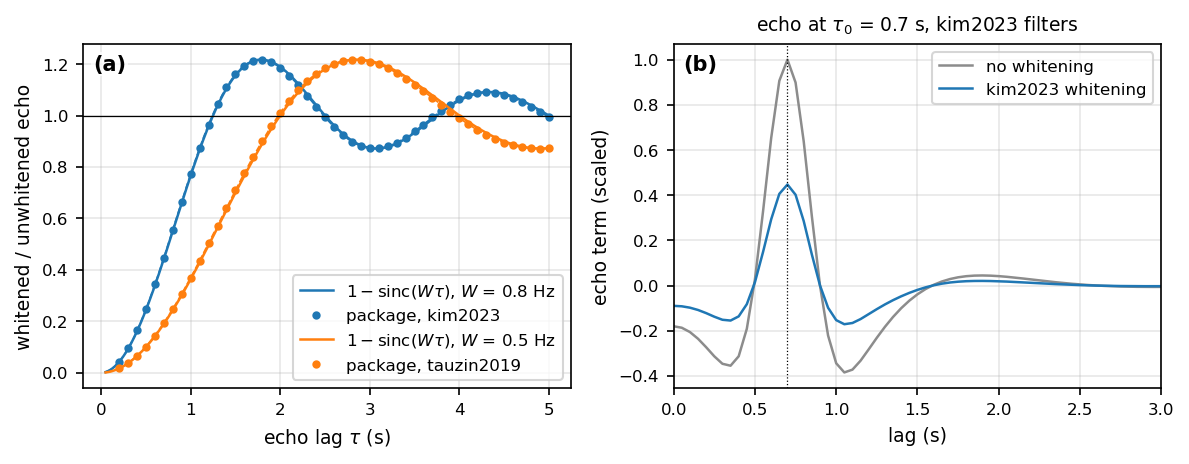 echo at τ0 = 0.7 s, kim2023 filters
(a)
whitened / unwhitened echo
1.2
1.0
0.8
0.6
0.4
0.2
0.0
1 − sinc(Wτ), W = 0.8 Hz
package, kim2023
1 − sinc(Wτ), W = 0.5 Hz
package, tauzin2019
0 1 2 3 4 5
echo lag τ (s)
(b)
echo term (scaled)
1.0
0.8
0.6
0.4
0.2
0.0
−0.2
−0.4
no whitening
kim2023 whitening
0.0 0.5 1.0 1.5 2.0 2.5 3.0
lag (s)